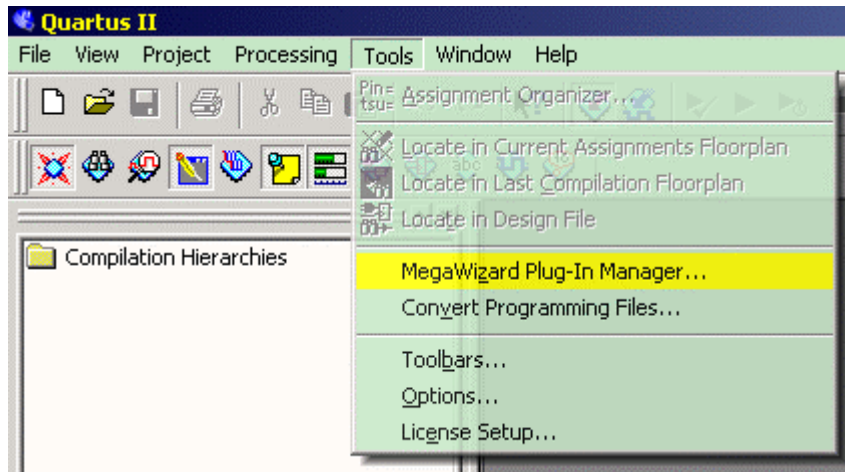 Quartus II
File View Project Processing Tools Window Help
Pin= tsu= Assignment Organizer...
Locate in Current Assignments Floorplan
Locate in Last Compilation Floorplan
Locate in Design File
Compilation Hierarchies
MegaWizard Plug-In Manager...
Convert Programming Files...
Toolbars...
Options...
License Setup...